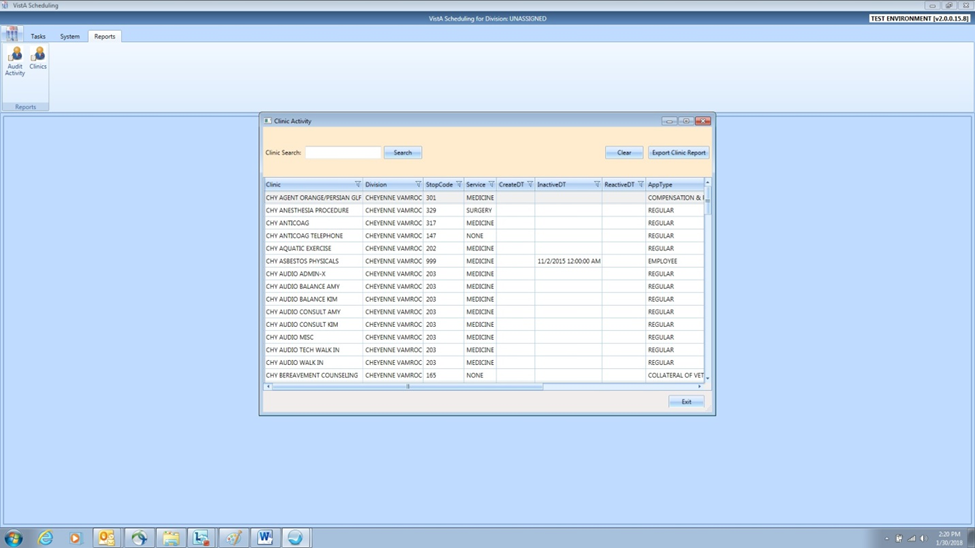 VistA Scheduling
VistA Scheduling for Division: UNASSIGNED
TEST ENVIRONMENT [v2.0.0.15.8]
Tasks System Reports
Audit Activity
Clinics
Reports
Clinic Activity
Clinic Search: Search Clear Export Clinic Report
Clinic Division StopCode Service CreateDT InactiveDT ReactiveDT AppType
CHY AGENT ORANGE/PERSIAN GLF CHEYENNE VAMROC 301 MEDICINE COMPENSATION &
CHY ANESTHESIA PROCEDURE CHEYENNE VAMROC 329 SURGERY REGULAR
CHY ANTICOAG CHEYENNE VAMROC 317 MEDICINE REGULAR
CHY ANTICOAG TELEPHONE CHEYENNE VAMROC 147 NONE REGULAR
CHY AQUATIC EXERCISE CHEYENNE VAMROC 202 MEDICINE REGULAR
CHY ASBESTOS PHYSICALS CHEYENNE VAMROC 999 MEDICINE 11/2/2015 12:00:00 AM EMPLOYEE
CHY AUDIO ADMIN-X CHEYENNE VAMROC 203 MEDICINE REGULAR
CHY AUDIO BALANCE AMY CHEYENNE VAMROC 203 MEDICINE REGULAR
CHY AUDIO BALANCE KIM CHEYENNE VAMROC 203 MEDICINE REGULAR
CHY AUDIO CONSULT AMY CHEYENNE VAMROC 203 MEDICINE REGULAR
CHY AUDIO CONSULT KIM CHEYENNE VAMROC 203 MEDICINE REGULAR
CHY AUDIO MISC CHEYENNE VAMROC 203 MEDICINE REGULAR
CHY AUDIO TECH WALK IN CHEYENNE VAMROC 203 MEDICINE REGULAR
CHY AUDIO WALK IN CHEYENNE VAMROC 203 MEDICINE REGULAR
CHY BEREAVEMENT COUNSELING CHEYENNE VAMROC 165 NONE COLLATERAL OF VET
Exit
2:20 PM
1/30/2018